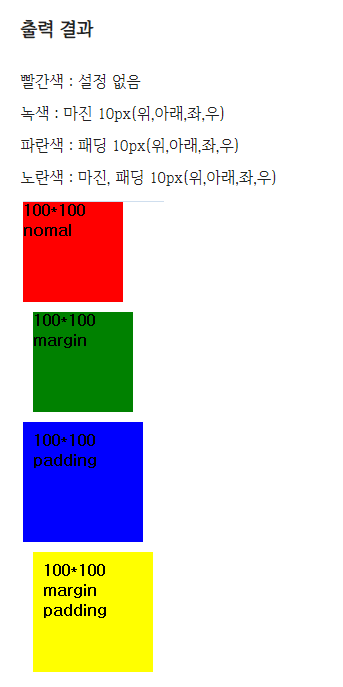 출력 결과
빨간색 : 설정 없음
녹색 : 마진 10px(위,아래,좌,우)
파란색 : 패딩 10px(위,아래,좌,우)
노란색 : 마진, 패딩 10px(위,아래,좌,우)
100*100
nomal
100*100
margin
100*100
padding
100*100
margin
padding